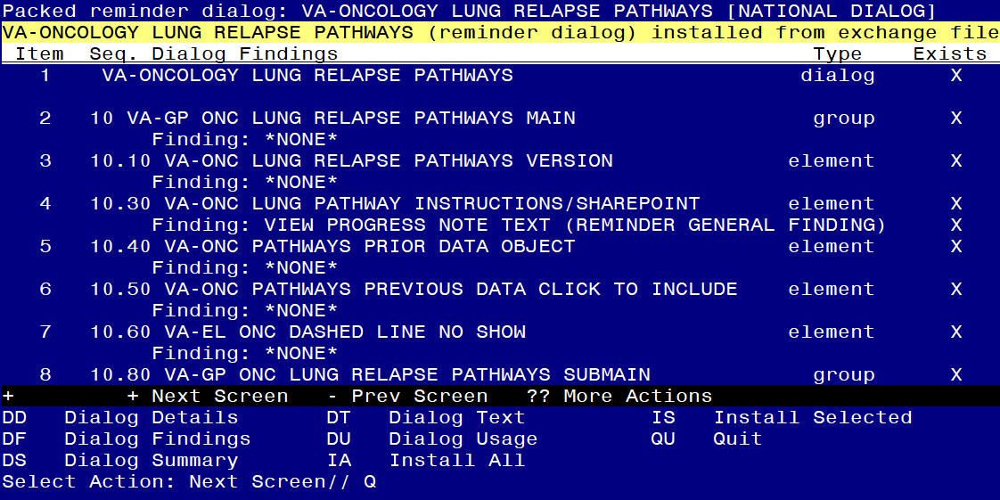 Packed reminder dialog: VA-ONCOLOGY LUNG RELAPSE PATHWAYS [NATIONAL DIALOG]
VA-ONCOLOGY LUNG RELAPSE PATHWAYS (reminder dialog) installed from exchange file
Item  Seq. Dialog Findings  Type  Exists
1  VA-ONCOLOGY LUNG RELAPSE PATHWAYS  dialog  X
2  10 VA-GP ONC LUNG RELAPSE PATHWAYS MAIN  group  X
Finding: *NONE*
3  10.10 VA-ONC LUNG RELAPSE PATHWAYS VERSION  element  X
Finding: *NONE*
4  10.30 VA-ONC LUNG PATHWAY INSTRUCTIONS/SHAREPOINT  element  X
Finding: VIEW PROGRESS NOTE TEXT (REMINDER GENERAL FINDING)  X
5  10.40 VA-ONC PATHWAYS PRIOR DATA OBJECT  element  X
Finding: *NONE*
6  10.50 VA-ONC PATHWAYS PREVIOUS DATA CLICK TO INCLUDE  element  X
Finding: *NONE*
7  10.60 VA-EL ONC DASHED LINE NO SHOW  element  X
Finding: *NONE*
8  10.80 VA-GP ONC LUNG RELAPSE PATHWAYS SUBMAIN  group  X
+  + Next Screen  - Prev Screen  ?? More Actions
DD  Dialog Details  DT  Dialog Text  IS  Install Selected
DF  Dialog Findings  DU  Dialog Usage  QU  Quit
DS  Dialog Summary  IA  Install All
Select Action: Next Screen// Q